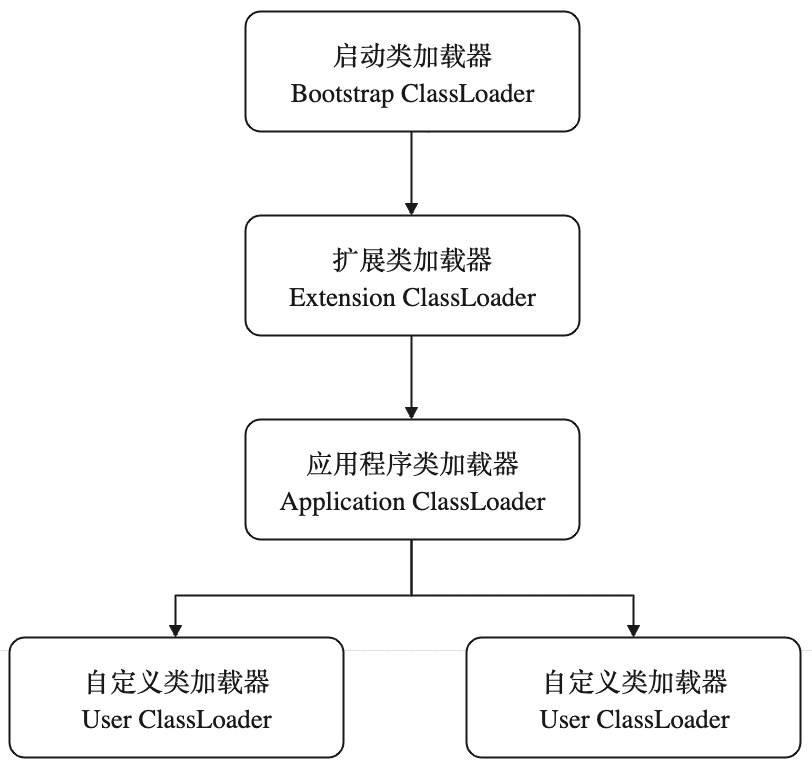 启动类加载器
Bootstrap ClassLoader
扩展类加载器
Extension ClassLoader
应用程序类加载器
Application ClassLoader
自定义类加载器
User ClassLoader
自定义类加载器
User ClassLoader